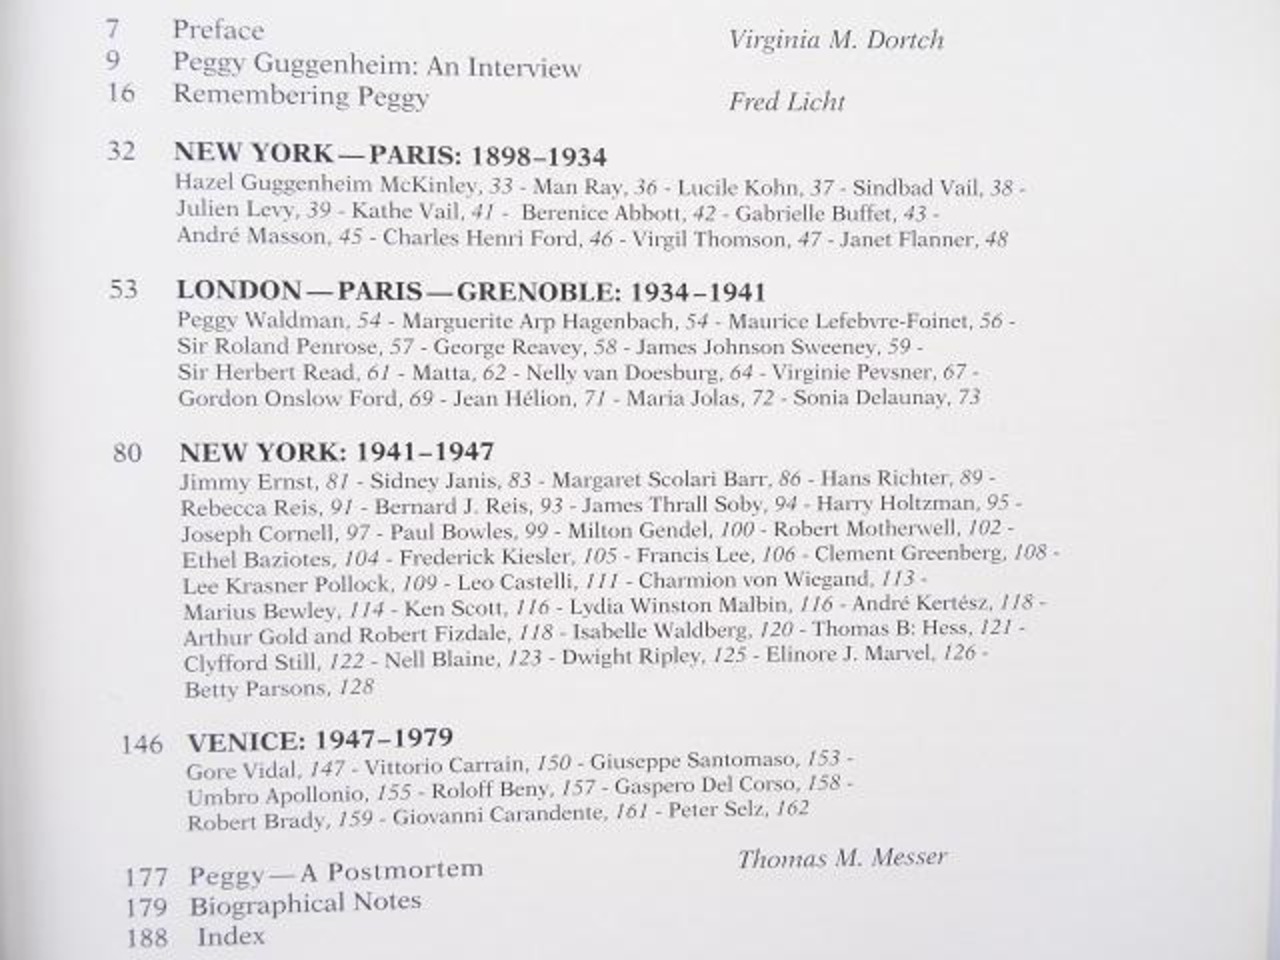 7 Preface Virginia M. Dortch
9 Peggy Guggenheim: An Interview
16 Remembering Peggy Fred Licht
32 NEW YORK—PARIS: 1898–1934
Hazel Guggenheim McKinley, 33 - Man Ray, 36 - Lucile Kohn, 37 - Sindbad Vail, 38 -
Julien Levy, 39 - Kathe Vail, 41 - Berenice Abbott, 42 - Gabrielle Buffet, 43 -
André Masson, 45 - Charles Henri Ford, 46 - Virgil Thomson, 47 - Janet Flanner, 48
53 LONDON—PARIS—GRENOBLE: 1934–1941
Peggy Waldman, 54 - Marguerite Arp Hagenbach, 54 - Maurice Lefebvre-Foinet, 56 -
Sir Roland Penrose, 57 - George Reavey, 58 - James Johnson Sweeney, 59 -
Sir Herbert Read, 61 - Matta, 62 - Nelly van Doesburg, 64 - Virginie Pevsner, 67 -
Gordon Onslow Ford, 69 - Jean Hélion, 71 - Maria Jolas, 72 - Sonia Delaunay, 73
80 NEW YORK: 1941–1947
Jimmy Ernst, 81 - Sidney Janis, 83 - Margaret Scolari Barr, 86 - Hans Richter, 89 -
Rebecca Reis, 91 - Bernard J. Reis, 93 - James Thrall Soby, 94 - Harry Holtzman, 95 -
Joseph Cornell, 97 - Paul Bowles, 99 - Milton Gendel, 100 - Robert Motherwell, 102 -
Ethel Baziotes, 104 - Frederick Kiesler, 105 - Francis Lee, 106 - Clement Greenberg, 108 -
Lee Krasner Pollock, 109 - Leo Castelli, 111 - Charmion von Wiegand, 113 -
Marius Bewley, 114 - Ken Scott, 116 - Lydia Winston Malbin, 116 - André Kertész, 118 -
Arthur Gold and Robert Fizdale, 118 - Isabelle Waldberg, 120 - Thomas B: Hess, 121 -
Clyfford Still, 122 - Nell Blaine, 123 - Dwight Ripley, 125 - Elinore J. Marvel, 126 -
Betty Parsons, 128
146 VENICE: 1947–1979
Gore Vidal, 147 - Vittorio Carrain, 150 - Giuseppe Santomaso, 153 -
Umbro Apollonio, 155 - Roloff Beny, 157 - Gaspero Del Corso, 158 -
Robert Brady, 159 - Giovanni Carandente, 161 - Peter Selz, 162
177 Peggy—A Postmortem Thomas M. Messer
179 Biographical Notes
188 Index